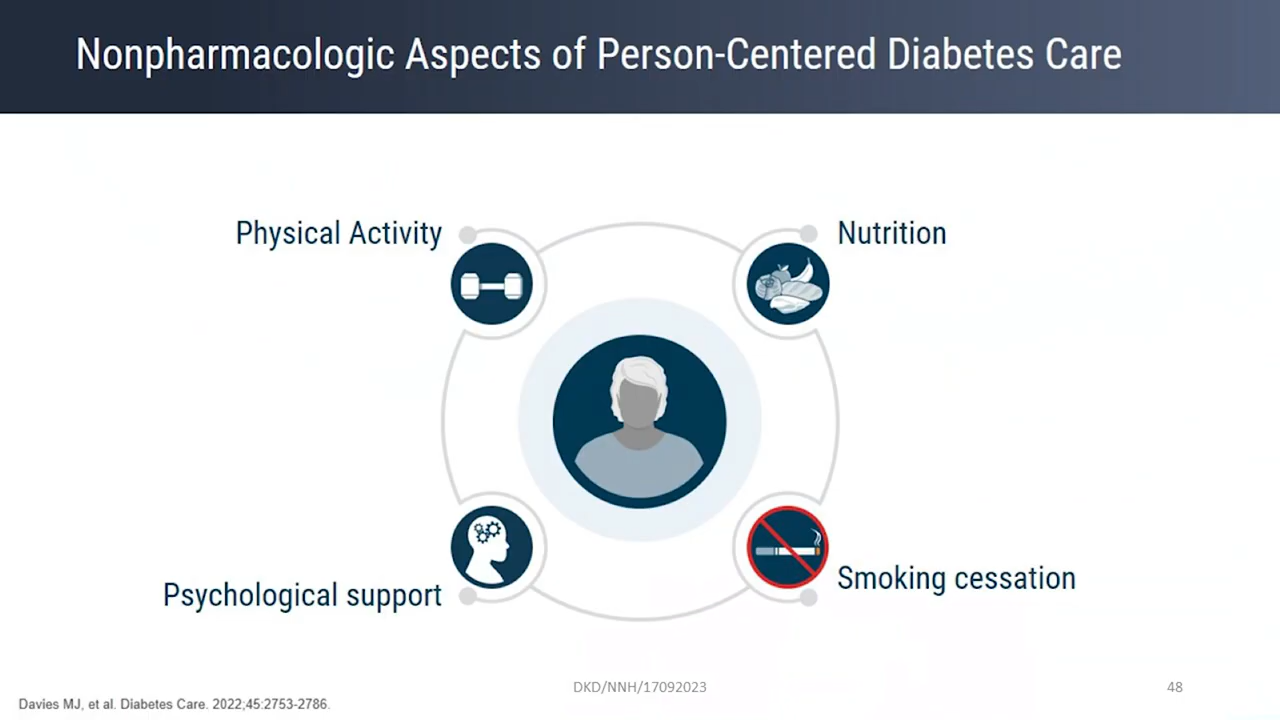 Nonpharmacologic Aspects of Person-Centered Diabetes Care
Physical Activity
Nutrition
Psychological support
Smoking cessation
DKD/NNH/17092023
48
Davies MJ, et al. Diabetes Care. 2022,45:2753-2786.